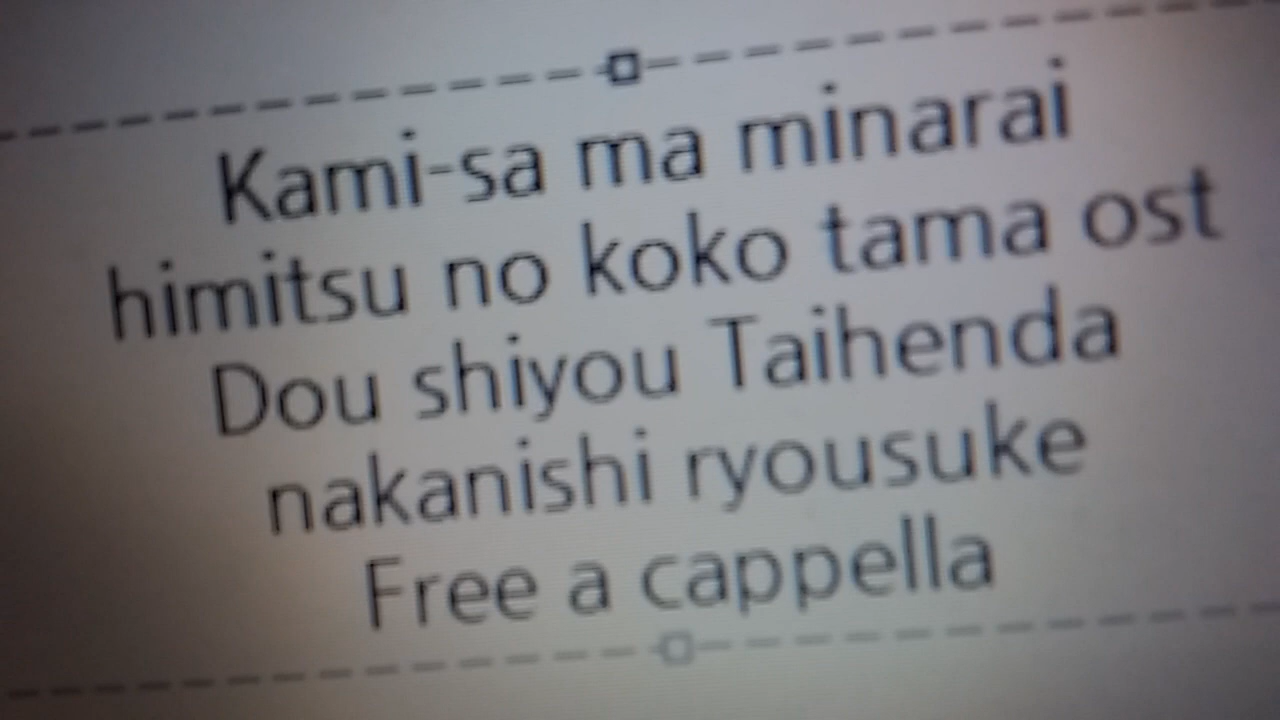 Kami-sa ma minarai
himitsu no koko tama ost
Dou shiyou Taihenda
nakanishi ryousuke
Free a cappella